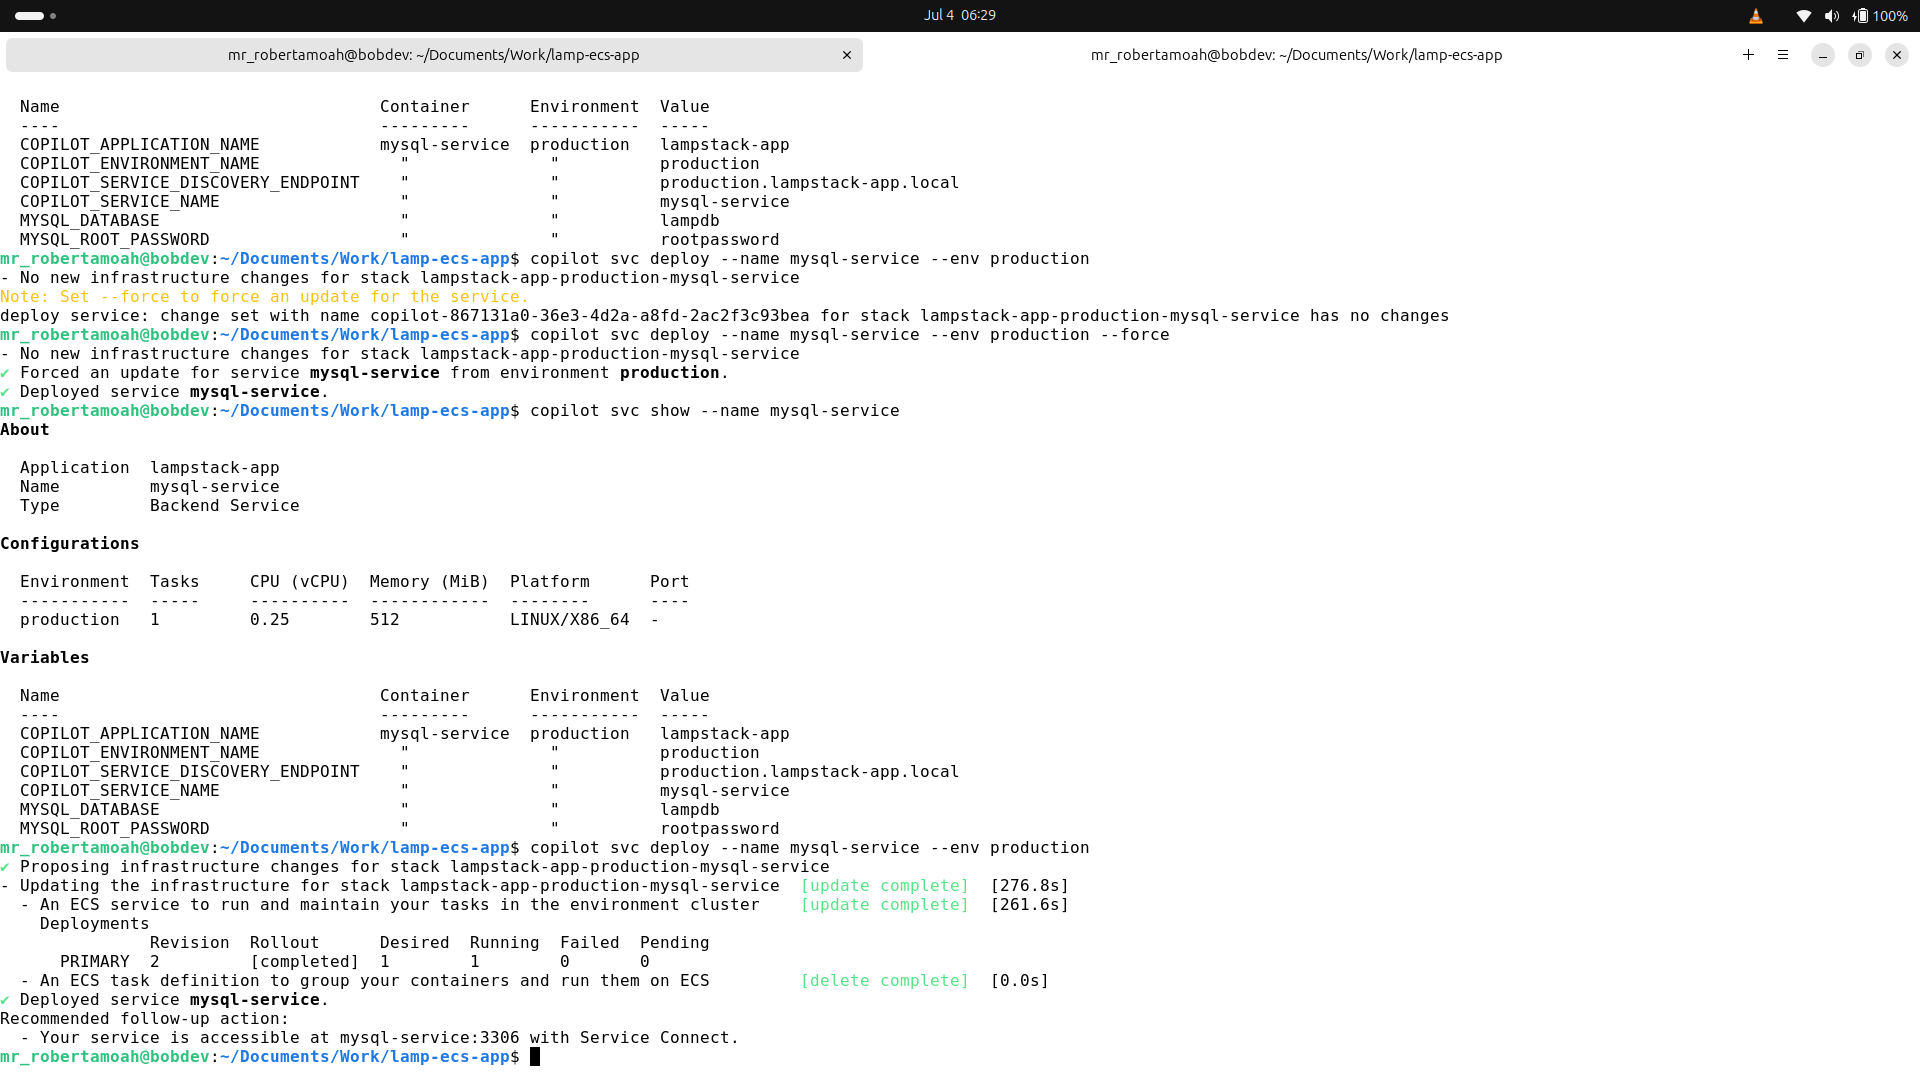 Jul 4 06:29
100%
mr_robertamoah@bobdev: ~/Documents/Work/lamp-ecs-app
mr_robertamoah@bobdev: ~/Documents/Work/lamp-ecs-app
Name Container Environment Value
---- --------- ----------- -----
COPILOT_APPLICATION_NAME mysql-service production lampstack-app
COPILOT_ENVIRONMENT_NAME " " production
COPILOT_SERVICE_DISCOVERY_ENDPOINT " " production.lampstack-app.local
COPILOT_SERVICE_NAME " " mysql-service
MYSQL_DATABASE " " lampdb
MYSQL_ROOT_PASSWORD " " rootpassword
mr_robertamoah@bobdev:~/Documents/Work/lamp-ecs-app$ copilot svc deploy --name mysql-service --env production
- No new infrastructure changes for stack lampstack-app-production-mysql-service
Note: Set --force to force an update for the service.
deploy service: change set with name copilot-867131a0-36e3-4d2a-a8fd-2ac2f3c93bea for stack lampstack-app-production-mysql-service has no changes
mr_robertamoah@bobdev:~/Documents/Work/lamp-ecs-app$ copilot svc deploy --name mysql-service --env production --force
- No new infrastructure changes for stack lampstack-app-production-mysql-service
✔ Forced an update for service mysql-service from environment production.
✔ Deployed service mysql-service.
mr_robertamoah@bobdev:~/Documents/Work/lamp-ecs-app$ copilot svc show --name mysql-service
About
Application lampstack-app
Name mysql-service
Type Backend Service
Configurations
Environment Tasks CPU (vCPU) Memory (MiB) Platform Port
----------- ----- ---------- ------------ -------- ----
production 1 0.25 512 LINUX/X86_64 -
Variables
Name Container Environment Value
---- --------- ----------- -----
COPILOT_APPLICATION_NAME mysql-service production lampstack-app
COPILOT_ENVIRONMENT_NAME " " production
COPILOT_SERVICE_DISCOVERY_ENDPOINT " " production.lampstack-app.local
COPILOT_SERVICE_NAME " " mysql-service
MYSQL_DATABASE " " lampdb
MYSQL_ROOT_PASSWORD " " rootpassword
mr_robertamoah@bobdev:~/Documents/Work/lamp-ecs-app$ copilot svc deploy --name mysql-service --env production
✔ Proposing infrastructure changes for stack lampstack-app-production-mysql-service
- Updating the infrastructure for stack lampstack-app-production-mysql-service [update complete] [276.8s]
- An ECS service to run and maintain your tasks in the environment cluster [update complete] [261.6s]
Deployments
Revision Rollout Desired Running Failed Pending
PRIMARY 2 [completed] 1 1 0 0
- An ECS task definition to group your containers and run them on ECS [delete complete] [0.0s]
✔ Deployed service mysql-service.
Recommended follow-up action:
- Your service is accessible at mysql-service:3306 with Service Connect.
mr_robertamoah@bobdev:~/Documents/Work/lamp-ecs-app$